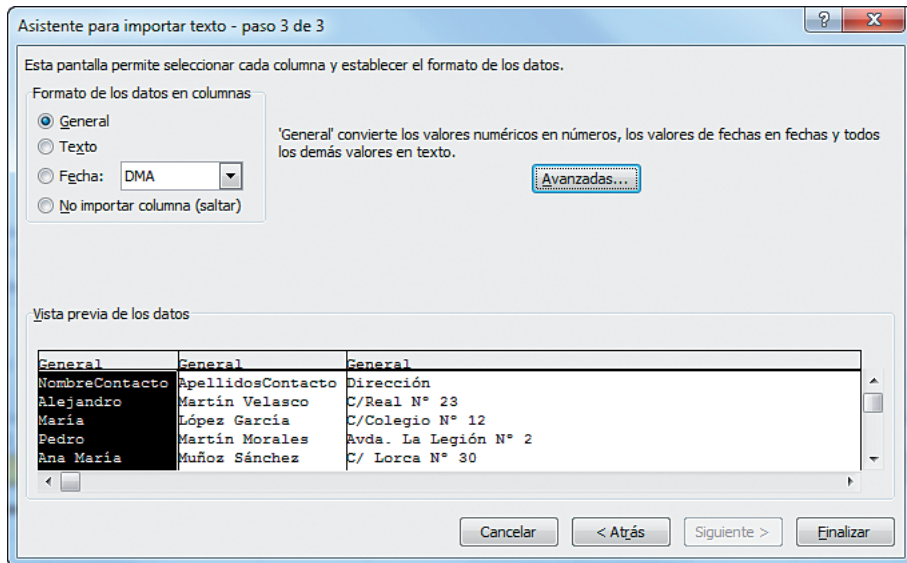 Asistente para importar texto - paso 3 de 3
?
X
Esta pantalla permite seleccionar cada columna y establecer el formato de los datos.
Formato de los datos en columnas
General
Texto
Fecha: DMA
No importar columna (saltar)
'General' convierte los valores numéricos en números, los valores de fechas en fechas y todos
los demás valores en texto.
Avanzadas...
Vista previa de los datos
General General General
NombreContacto ApellidosContacto Dirección
Alejandro Martín Velasco C/Real Nº 23
María López García C/Colegio Nº 12
Pedro Martín Morales Avda. La Legión Nº 2
Ana María Muñoz Sánchez C/ Lorca Nº 30
Cancelar < Atrás Siguiente > Finalizar